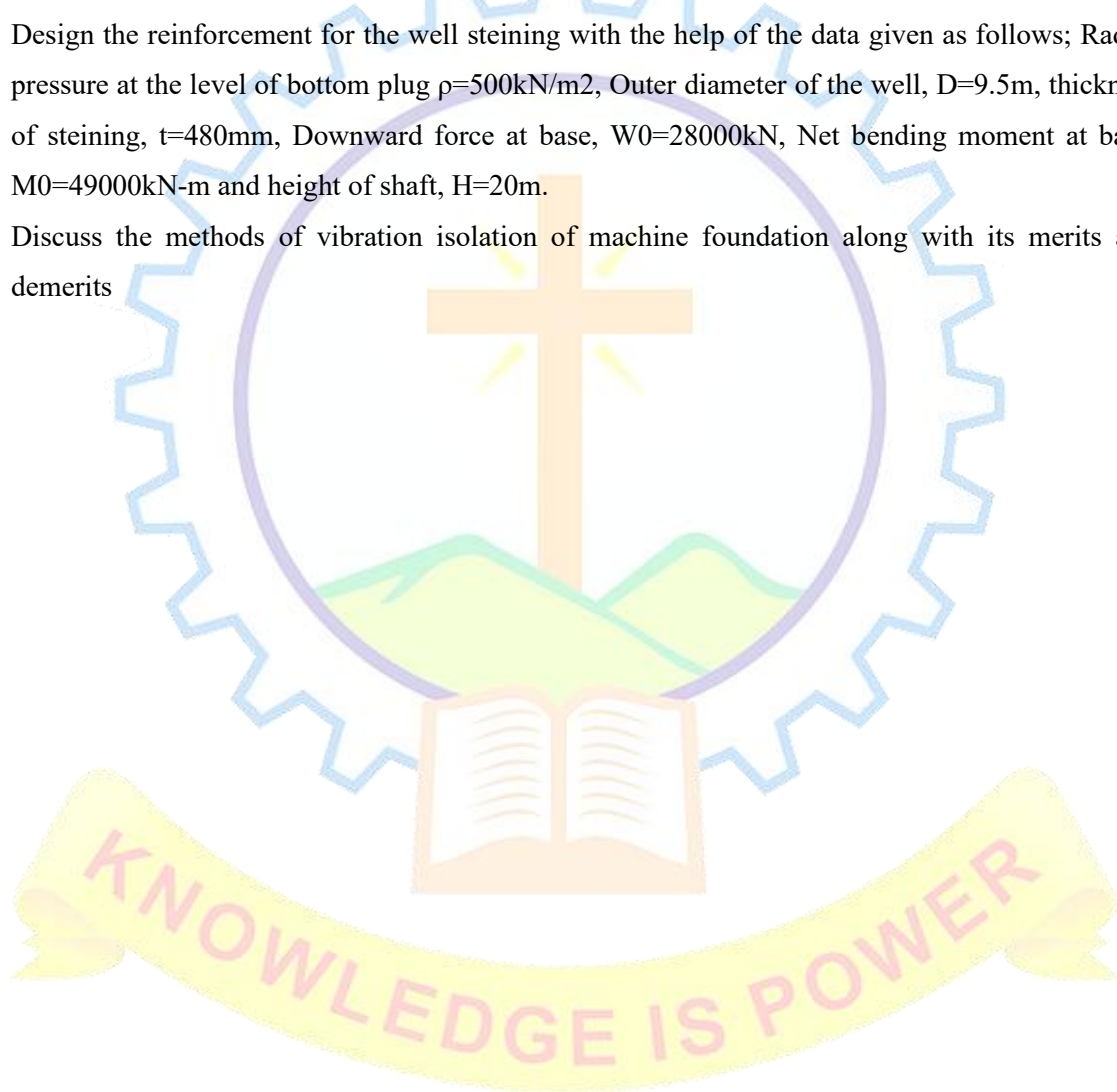 Design the reinforcement for the well steining with the help of the data given as follows;
pressure at the level of bottom plug ρ=500kN/m2, Outer diameter of the well, D=9.5m,
of steining, t=480mm, Downward force at base, W0=28000kN, Net bending moment at
M0=49000kN-m and height of shaft, H=20m.
Discuss the methods of vibration isolation of machine foundation along with its merits
demerits
KNOWLEDGE IS POWER